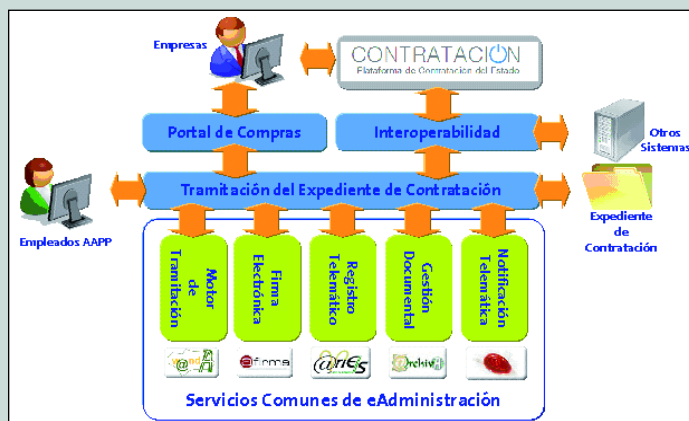 Empresas
CONTRATACIÓN
Plataforma de Contratación del Estado
Portal de Compras
Interoperabilidad
Otros
Sistemas
Tramitación del Expediente de Contratación
Empleados AAPP
Expediente
de
Contratación
Motor
de
Tramitación
Firma
Electrónica
Registro
Telemático
Gestión
Documental
Notificación
Telemática
@firma
@ries
Servicios Comunes de eAdministración